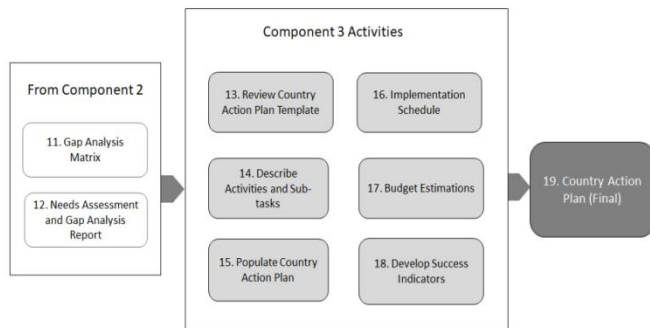 From Component 2
11. Gap Analysis
Matrix
12. Needs Assessment
and Gap Analysis
Report
Component 3 Activities
13. Review Country
Action Plan Template
14. Describe
Activities and Sub-
tasks
15. Populate Country
Action Plan
16. Implementation
Schedule
17. Budget Estimations
18. Develop Success
Indicators
19. Country Action
Plan (Final)